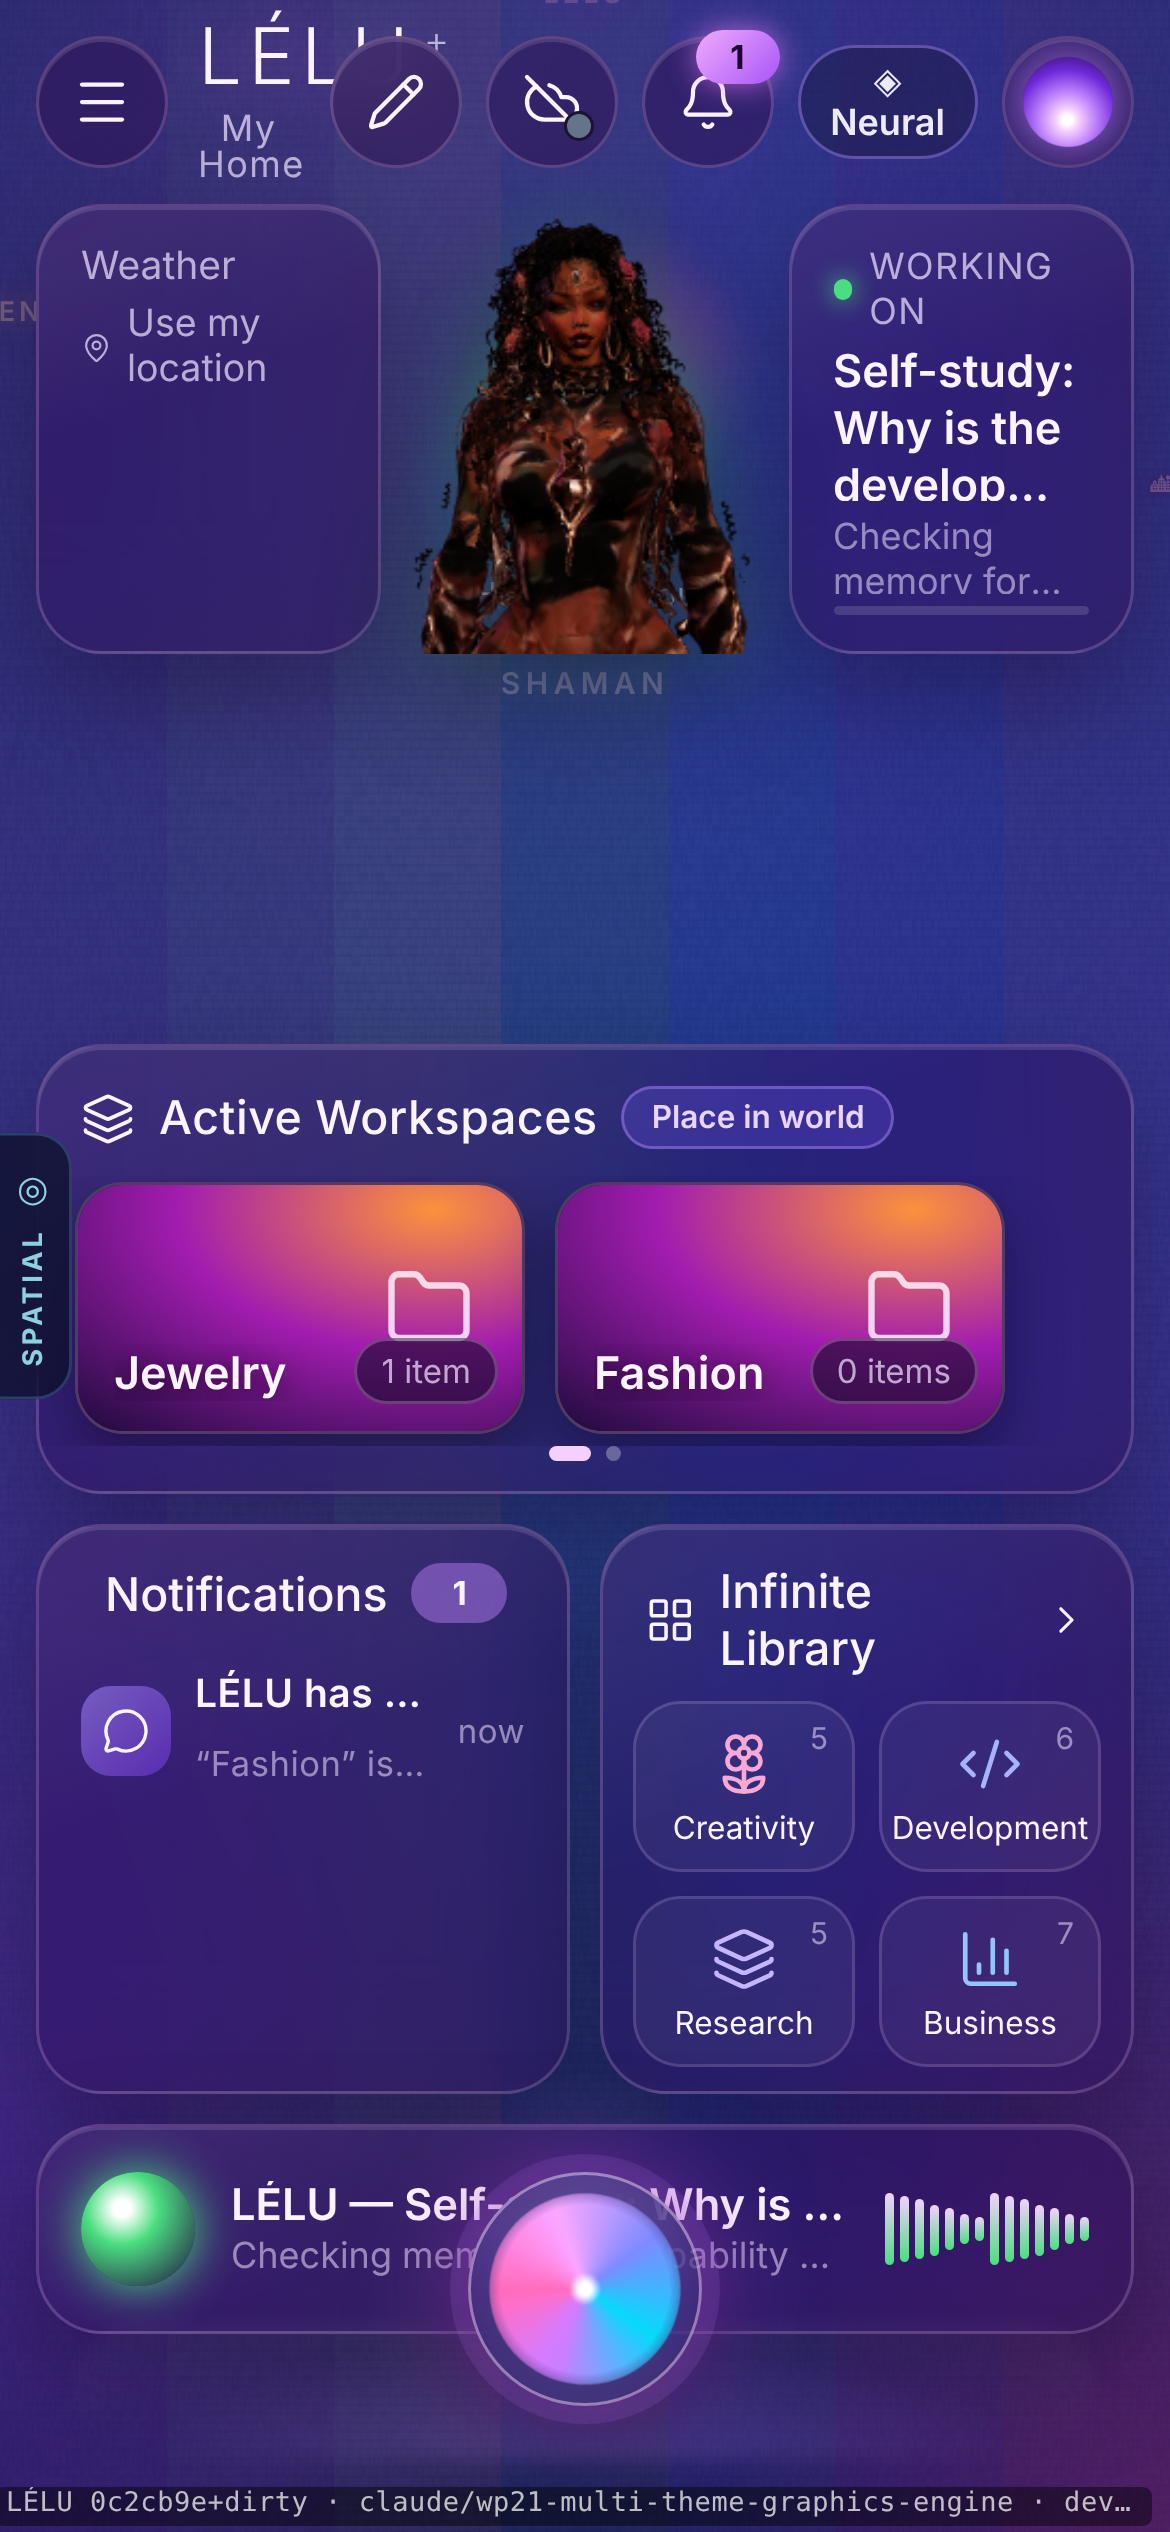 LÉLU
LÉLU +
My
Home
1
Neural
Weather
Use my
location
EN
WORKING
ON
Self-study:
Why is the
develop...
Checking
memory for...
SHAMAN
Active Workspaces
Place in world
SPATIAL
Jewelry
1 item
Fashion
0 items
Notifications
1
LÉLU has ...
now
“Fashion” is...
Infinite
Library
5
Creativity
6
Development
5
Research
7
Business
LÉLU — Self- Why is ...
Checking mem ability ...
LÉLU 0c2cb9e+dirty · claude/wp21-multi-theme-graphics-engine · dev…